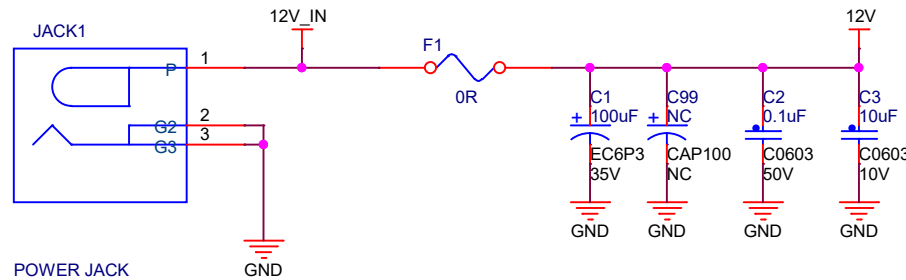 JACK1
12V_IN
12V
F1
0R
P
1
G2
2
G3
3
C1
100uF
EC6P3
35V
C99
NC
CAP100
NC
C2
0.1uF
C0603
50V
C3
10uF
C0603
10V
+
+
GND
GND
GND
GND
GND
POWER JACK